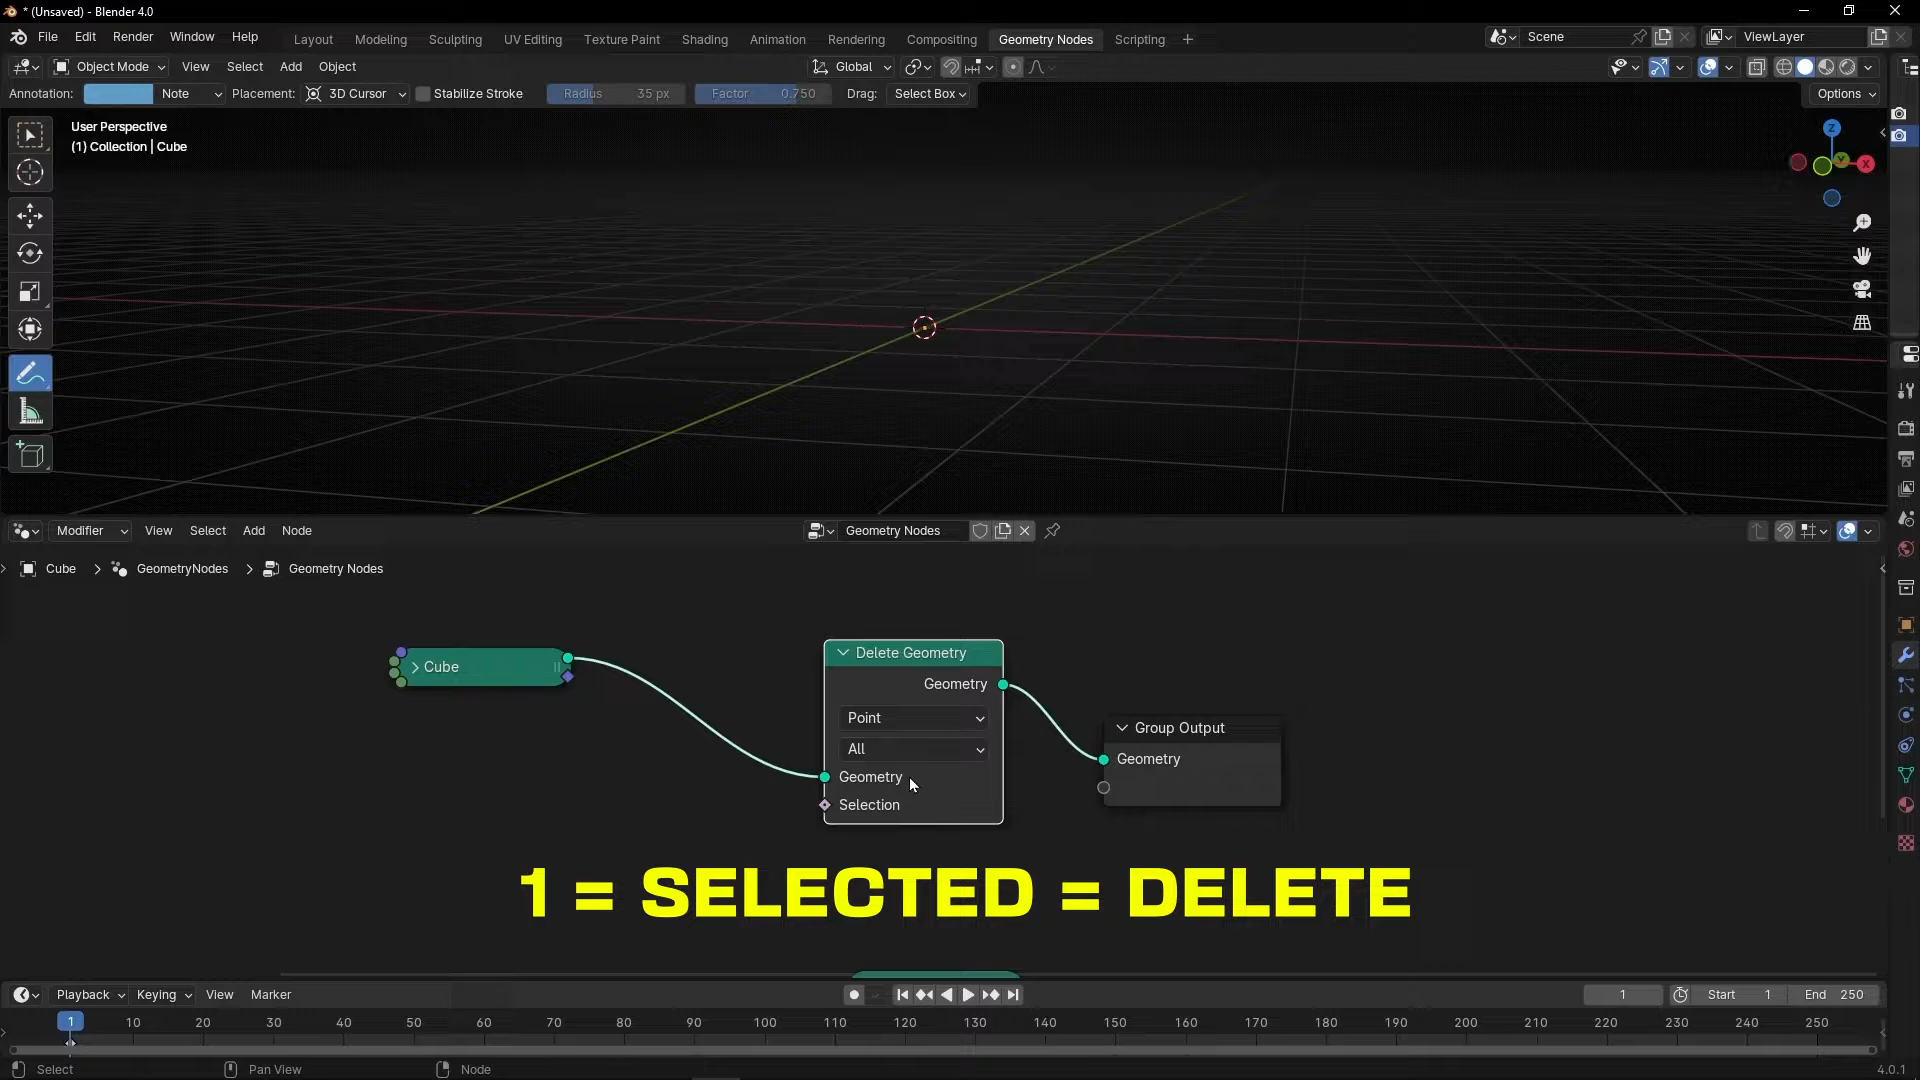 * (Unsaved) - Blender 4.0
File Edit Render Window Help Layout Modeling Sculpting UV Editing Texture Paint Shading Animation Rendering Compositing Geometry Nodes Scripting + Scene ViewLayer
Object Mode View Select Add Object Global
Annotation: Note Placement: 3D Cursor Stabilize Stroke Radius 35 px Factor 0.750 Drag: Select Box Options
User Perspective
(1) Collection | Cube
Z
Y
X
Modifier View Select Add Node Geometry Nodes
Cube > GeometryNodes > Geometry Nodes
Cube
Delete Geometry
Geometry
Point
All
Geometry
Selection
Group Output
Geometry
1 = SELECTED = DELETE
Playback Keying View Marker 1 Start 1 End 250
1 10 20 30 40 50 60 70 80 90 100 110 120 130 140 150 160 170 180 190 200 210 220 230 240 250
Select Pan View Node 4.0.1